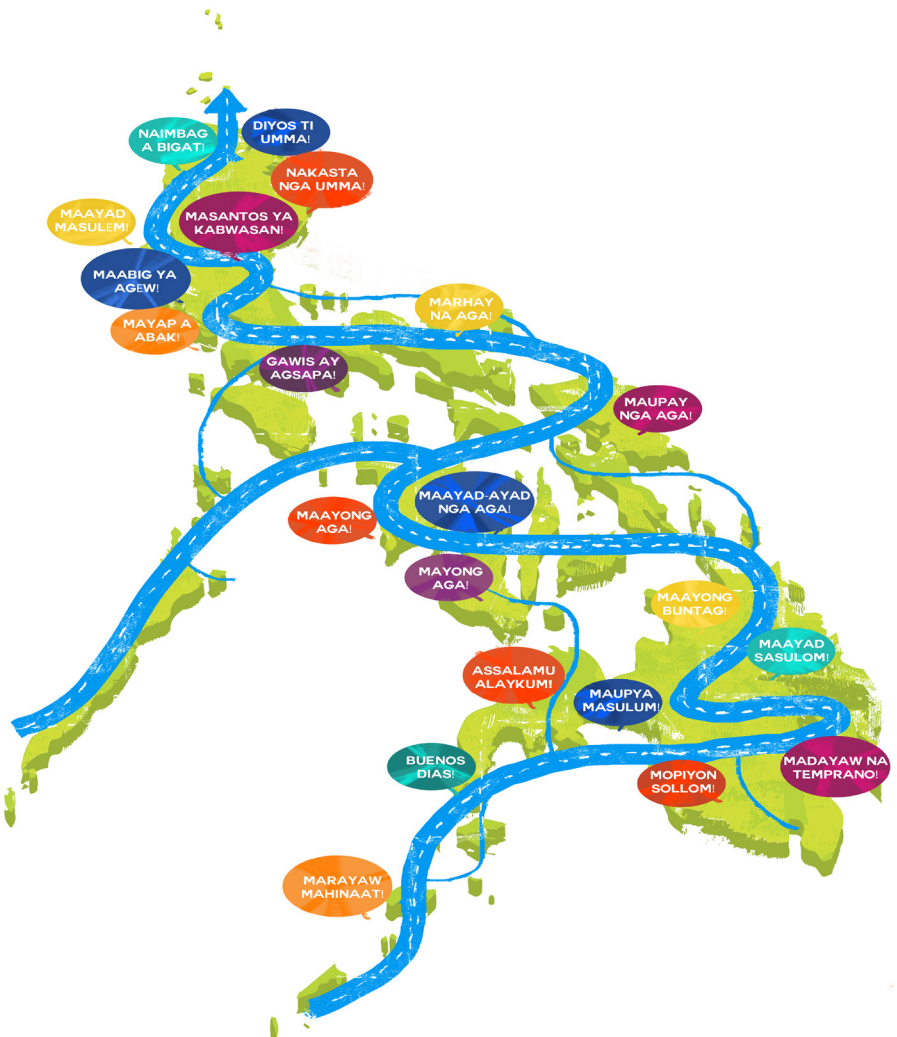 DIYOS TI
UMMA!
NAIMBAG
A BIGAT!
NAKASTA
NGA UMMA!
MAAYAD
MASULEM!
MASANTOS YA
KABWASAN!
MAABIG YA
AGEW!
MARHAY
NA AGA!
MAYAP A
ABAK!
GAWIS AY
AGSAPA!
MAUPAY
NGA AGA!
MAAYAD-AYAD
NGA AGA!
MAAYONG
AGA!
MAYONG
AGA!
MAAYONG
BUNTAG!
MAAYAD
SASULOM!
ASSALAMU
ALAYKUM!
MAUPYA
MASULUM!
BUENOS
DIAS!
MADAYAW NA
TEMPRANO!
MOPIYON
SOLLOM!
MARAYAW
MAHINAAT!